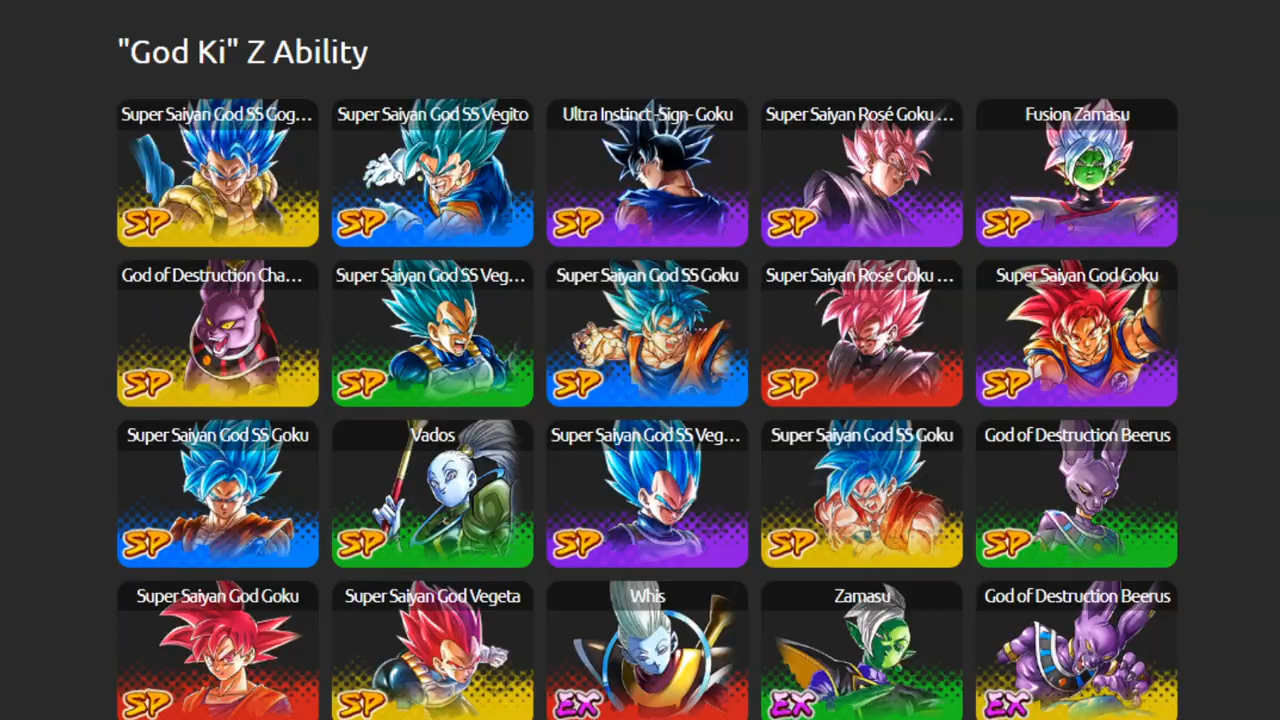 "God Ki" Z Ability
Super Saiyan God SS Gog...
Super Saiyan God SS Vegito
Ultra Instinct -Sign- Goku
Super Saiyan Rosé Goku ...
Fusion Zamasu
SP
SP
SP
SP
SP
God of Destruction Cha...
Super Saiyan God SS Veg...
Super Saiyan God SS Goku
Super Saiyan Rosé Goku ...
Super Saiyan God Goku
SP
SP
SP
SP
SP
Super Saiyan God SS Goku
Vados
Super Saiyan God SS Veg...
Super Saiyan God SS Goku
God of Destruction Beerus
SP
SP
SP
SP
SP
Super Saiyan God Goku
Super Saiyan God Vegeta
Whis
Zamasu
God of Destruction Beerus
SP
SP
EX
EX
EX